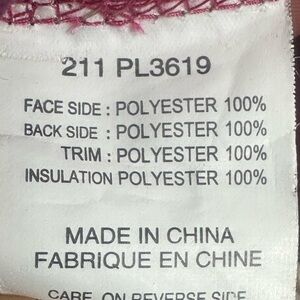 211 PL3619
FACE SIDE : POLYESTER 100%
BACK SIDE : POLYESTER 100%
TRIM : POLYESTER 100%
INSULATION POLYESTER 100%
MADE IN CHINA
FABRIQUE EN CHINE
CARE ON REVERSE SIDE